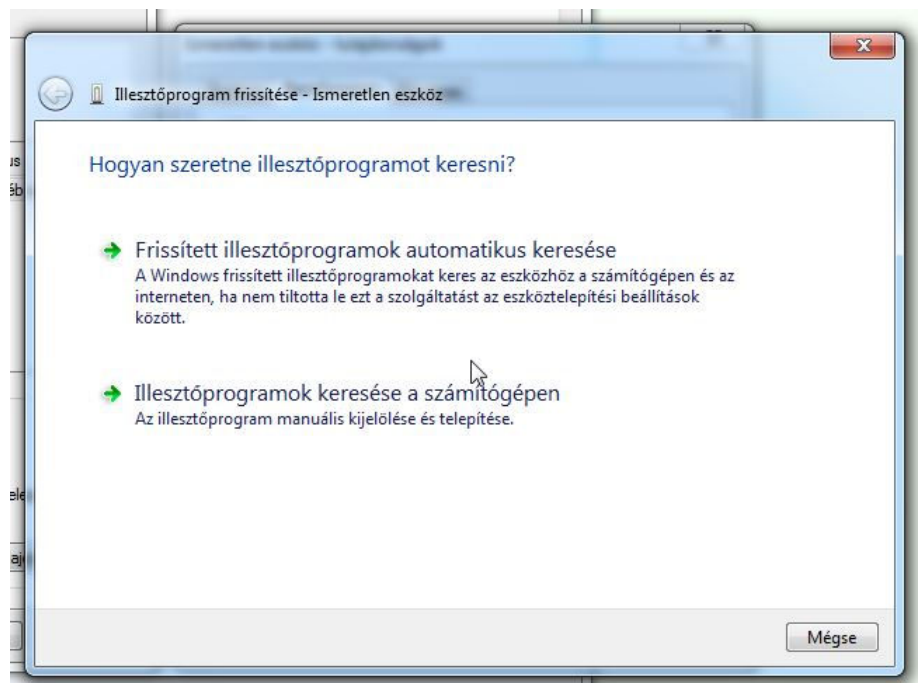 Illesztőprogram frissítése - Ismeretlen eszköz
Hogyan szeretne illesztőprogramot keresni?
Frissített illesztőprogramok automatikus keresése
A Windows frissített illesztőprogramokat keres az eszközhöz a számítógépen és az
interneten, ha nem tiltotta le ezt a szolgáltatást az eszköztelepítési beállítások
között.
Illesztőprogramok keresése a számítógépen
Az illesztőprogram manuális kijelölése és telepítése.
Mégse